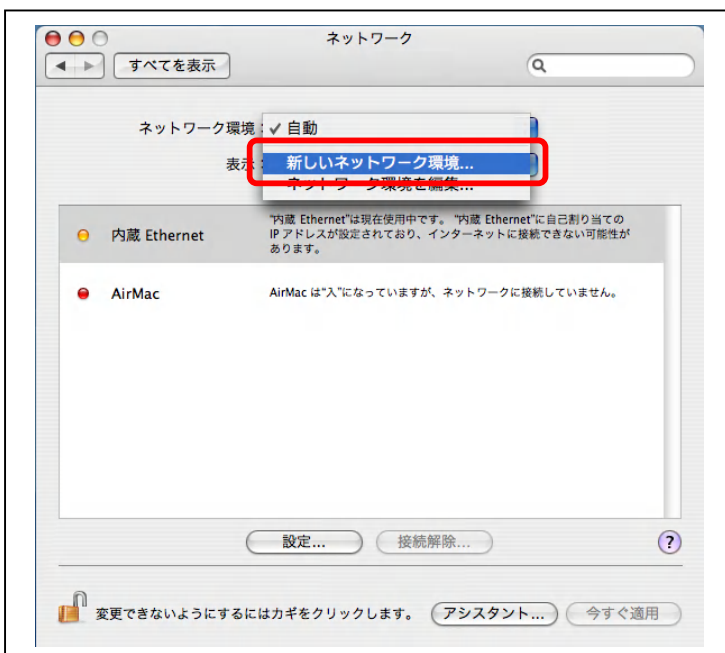 ネットワーク
すべてを表示
ネットワーク環境：✓ 自動
新しいネットワーク環境...
表示：
ネットワーク環境を編集...
内蔵 Ethernet
"内蔵 Ethernet"は現在使用中です。 "内蔵 Ethernet"に自己割り当ての
IP アドレスが設定されており、インターネットに接続できない可能性が
あります。
AirMac
AirMac は"入"になっていますが、ネットワークに接続していません。
設定...
接続解除...
?
変更できないようにするにはカギをクリックします。
アシスタント...
今すぐ適用